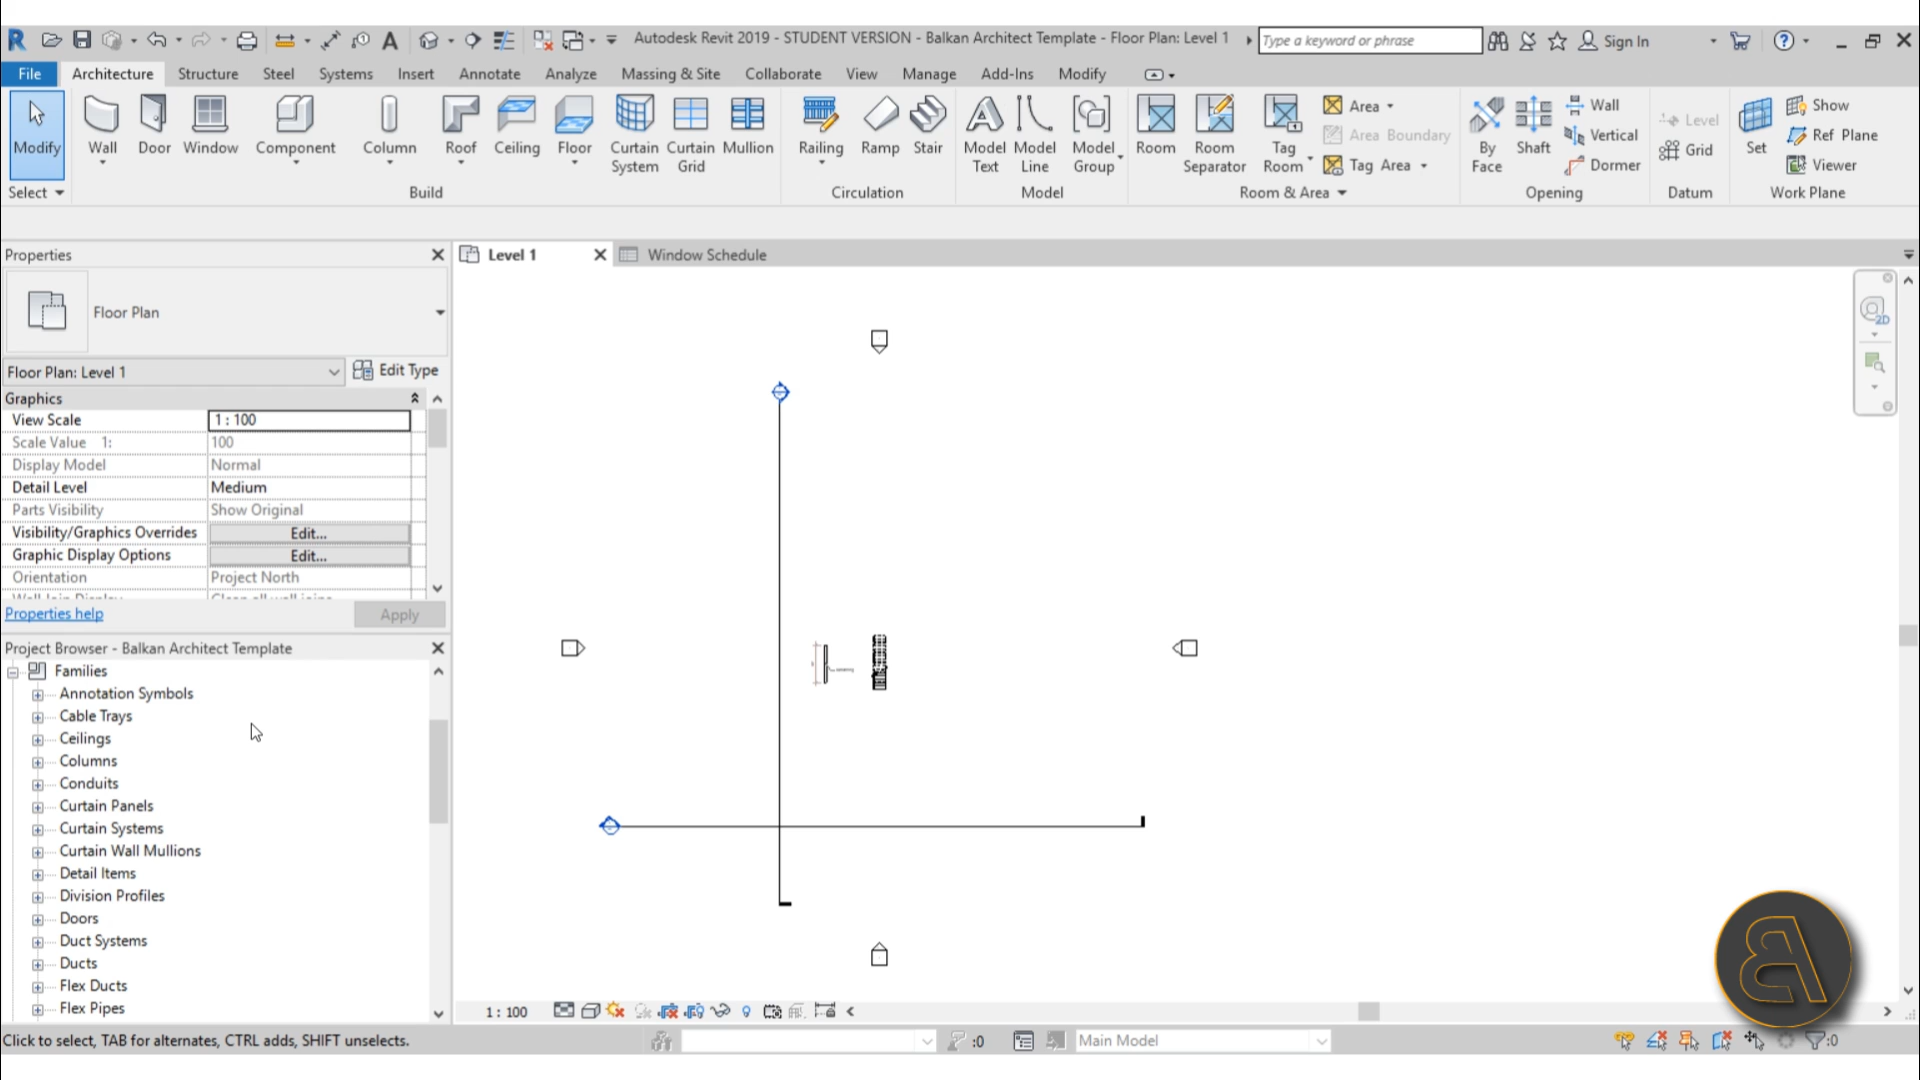 Autodesk Revit 2019 - STUDENT VERSION - Balkan Architect Template - Floor Plan: Level 1
Type a keyword or phrase
Sign In
File Architecture Structure Steel Systems Insert Annotate Analyze Massing & Site Collaborate View Manage Add-Ins Modify
Modify
Wall
Door
Window
Component
Column
Roof
Ceiling
Floor
Curtain System
Curtain Grid
Mullion
Railing
Ramp
Stair
Model Text
Model Line
Model Group
Room
Room Separator
Tag Room
Area
Area Boundary
Tag Area
By Face
Shaft
Wall
Vertical
Dormer
Level
Grid
Set
Show
Ref Plane
Viewer
Select Build Circulation Model Room & Area Opening Datum Work Plane
Properties
Level 1
Window Schedule
2D
Floor Plan
Floor Plan: Level 1
Edit Type
Graphics
View Scale 1 : 100
Scale Value 1: 100
Display Model Normal
Detail Level Medium
Parts Visibility Show Original
Visibility/Graphics Overrides Edit...
Graphic Display Options Edit...
Orientation Project North
Properties help
Apply
Project Browser - Balkan Architect Template
Families
Annotation Symbols
Cable Trays
Ceilings
Columns
Conduits
Curtain Panels
Curtain Systems
Curtain Wall Mullions
Detail Items
Division Profiles
Doors
Duct Systems
Ducts
Flex Ducts
Flex Pipes
1 : 100
Click to select, TAB for alternates, CTRL adds, SHIFT unselects.
:0
Main Model
:0